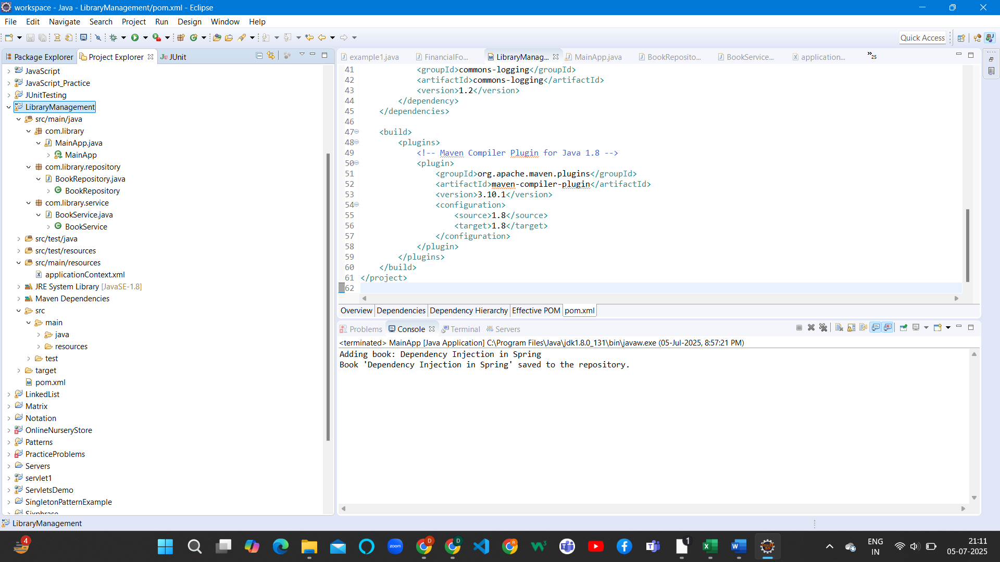 workspace - Java - LibraryManagement/pom.xml - Eclipse
File Edit Navigate Search Project Run Design Window Help
Quick Access
Package Explorer Project Explorer JUnit
JavaScript
JavaScript_Practice
JUnitTesting
LibraryManagement
src/main/java
com.library
MainApp.java
MainApp
com.library.repository
BookRepository.java
BookRepository
com.library.service
BookService.java
BookService
src/test/java
src/test/resources
src/main/resources
applicationContext.xml
JRE System Library [JavaSE-1.8]
Maven Dependencies
src
main
java
resources
test
target
pom.xml
LinkedList
Matrix
Notation
OnlineNurseryStore
Patterns
PracticeProblems
Servers
servlet1
ServletsDemo
SingletonPatternExample
Sixphrase
example1.java FinancialFo... LibraryManag... MainApp.java BookReposito... BookService... application... »25
41 <groupId>commons-logging</groupId>
42 <artifactId>commons-logging</artifactId>
43 <version>1.2</version>
44 </dependency>
45 </dependencies>
46
47 <build>
48 <plugins>
49 <!-- Maven Compiler Plugin for Java 1.8 -->
50 <plugin>
51 <groupId>org.apache.maven.plugins</groupId>
52 <artifactId>maven-compiler-plugin</artifactId>
53 <version>3.10.1</version>
54 <configuration>
55 <source>1.8</source>
56 <target>1.8</target>
57 </configuration>
58 </plugin>
59 </plugins>
60 </build>
61 </project>
62
Overview Dependencies Dependency Hierarchy Effective POM pom.xml
Problems Console Terminal Servers
<terminated> MainApp [Java Application] C:\Program Files\Java\jdk1.8.0_131\bin\javaw.exe (05-Jul-2025, 8:57:21 PM)
Adding book: Dependency Injection in Spring
Book 'Dependency Injection in Spring' saved to the repository.
LibraryManagement
4
zoom
D
D
R
W3
1
ENG
IN
21:11
05-07-2025